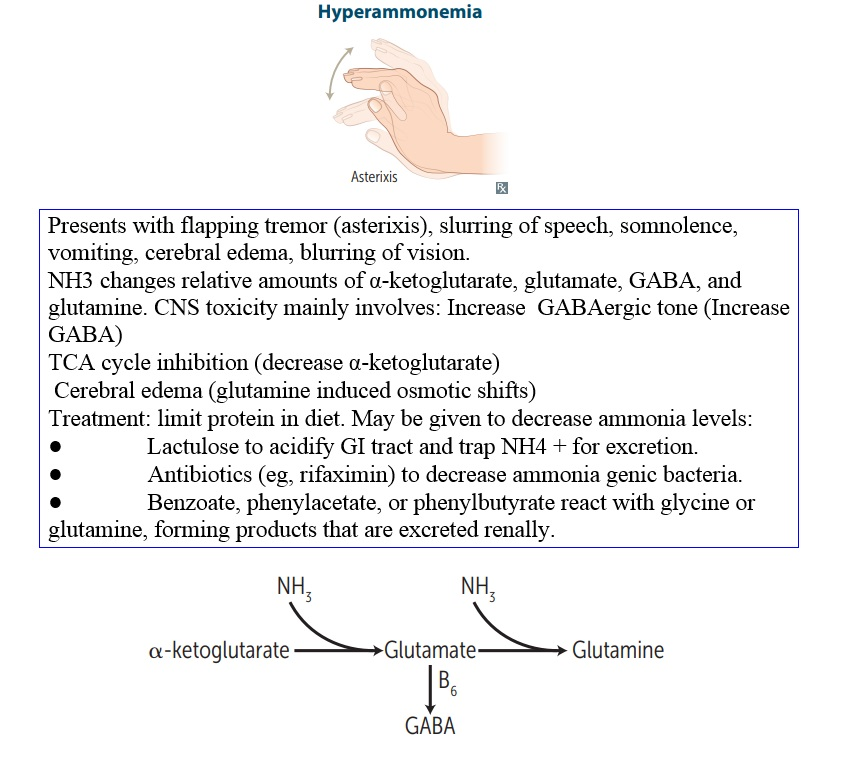 Hyperammonemia
Asterixis
Rx
Presents with flapping tremor (asterixis), slurring of speech, somnolence,
vomiting, cerebral edema, blurring of vision.
NH3 changes relative amounts of α-ketoglutarate, glutamate, GABA, and
glutamine. CNS toxicity mainly involves: Increase  GABAergic tone (Increase
GABA)
TCA cycle inhibition (decrease α-ketoglutarate)
Cerebral edema (glutamine induced osmotic shifts)
Treatment: limit protein in diet. May be given to decrease ammonia levels:
● Lactulose to acidify GI tract and trap NH4 + for excretion.
● Antibiotics (eg, rifaximin) to decrease ammonia genic bacteria.
● Benzoate, phenylacetate, or phenylbutyrate react with glycine or
glutamine, forming products that are excreted renally.
NH3 NH3
α-ketoglutarate Glutamate Glutamine
B6
GABA